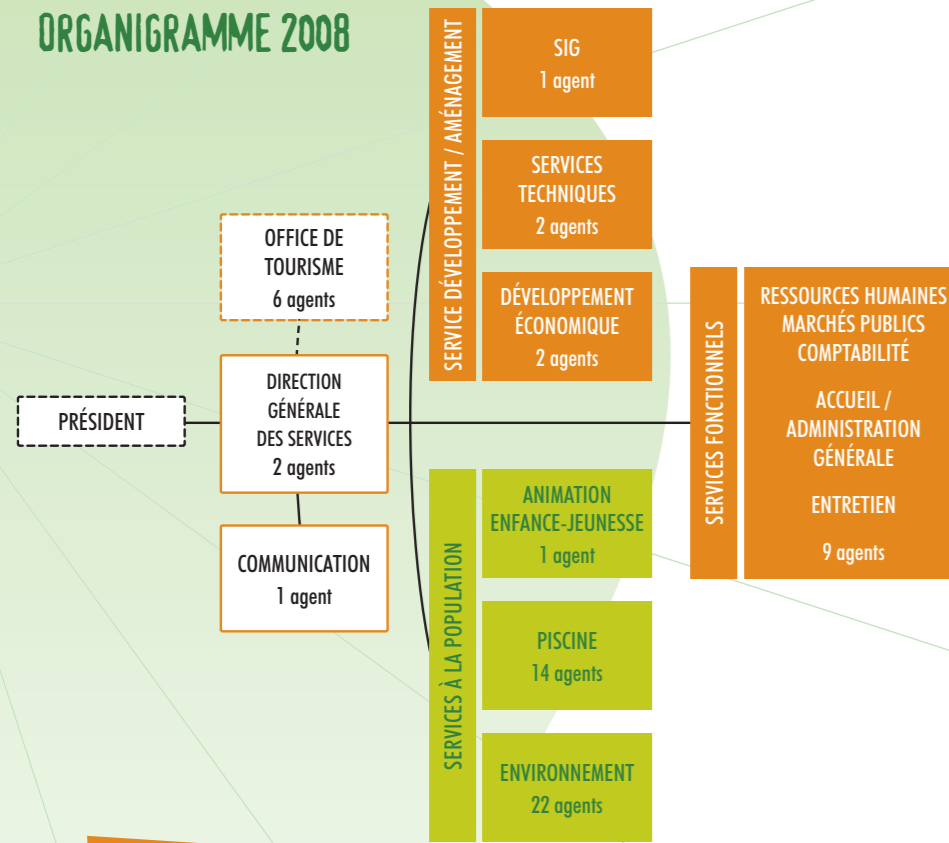 ORGANIGRAMME 2008
PRÉSIDENT
OFFICE DE
TOURISME
6 agents
DIRECTION
GÉNÉRALE
DES SERVICES
2 agents
COMMUNICATION
1 agent
SERVICE DÉVELOPPEMENT / AMÉNAGEMENT
SIG
1 agent
SERVICES
TECHNIQUES
2 agents
DÉVELOPPEMENT
ÉCONOMIQUE
2 agents
SERVICES À LA POPULATION
ANIMATION
ENFANCE-JEUNESSE
1 agent
PISCINE
14 agents
ENVIRONNEMENT
22 agents
SERVICES FONCTIONNELS
RESSOURCES HUMAINES
MARCHÉS PUBLICS
COMPTABILITÉ
ACCUEIL /
ADMINISTRATION
GÉNÉRALE
ENTRETIEN
9 agents